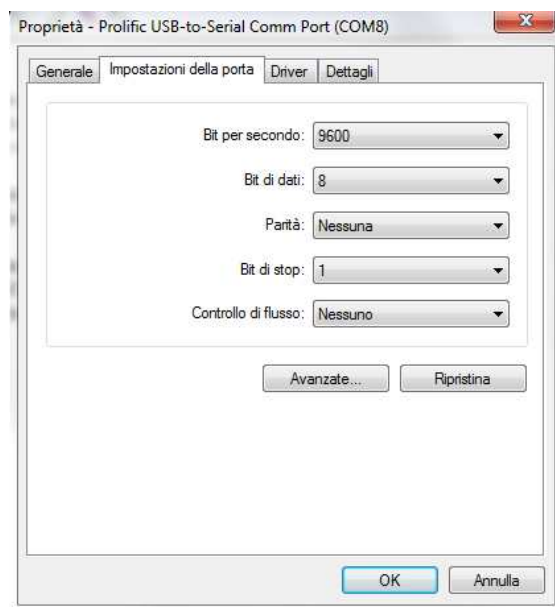 Proprietà - Prolific USB-to-Serial Comm Port (COM8)
Generale Impostazioni della porta Driver Dettagli
Bit per secondo: 9600
Bit di dati: 8
Parità: Nessuna
Bit di stop: 1
Controllo di flusso: Nessuno
Avanzate... Ripristina
OK Annulla